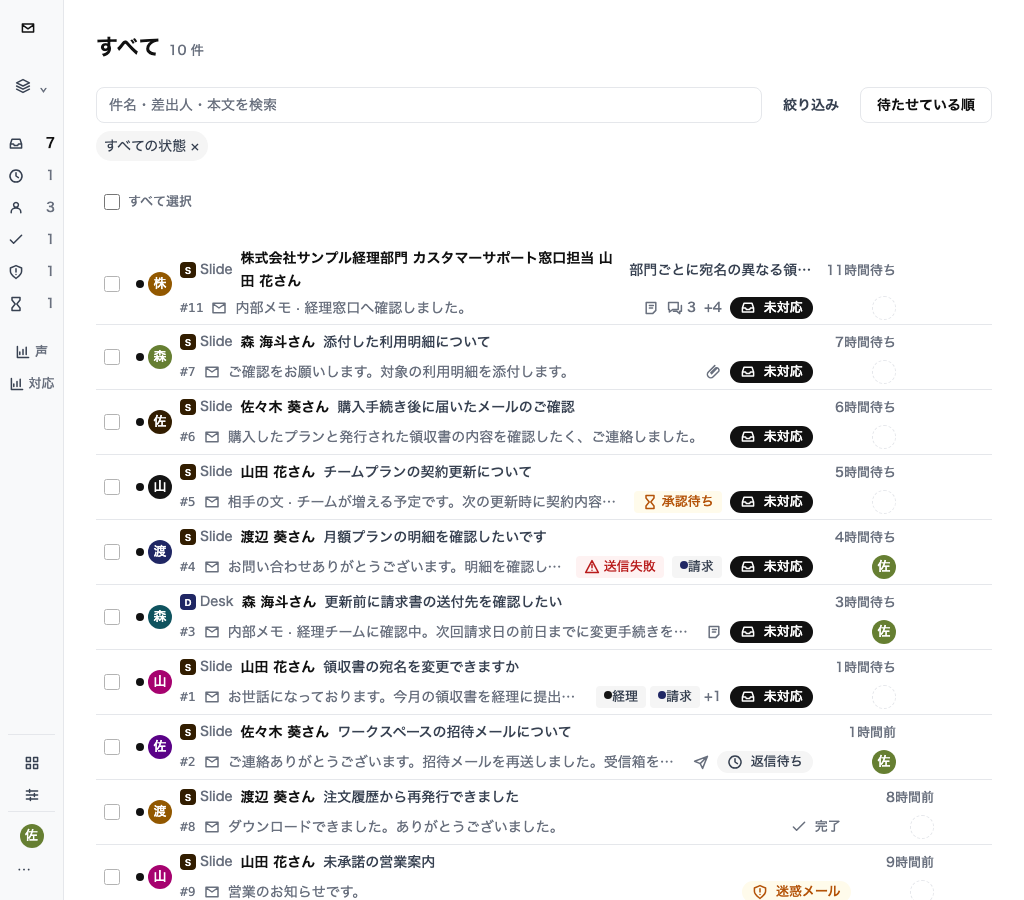 すべて 10 件
件名・差出人・本文を検索
絞り込み
待たせている順
すべての状態 ×
7
1
3
1
1
1
声
対応
佐
...
すべて選択
株 S Slide 株式会社サンプル経理部門 カスタマーサポート窓口担当 山田 花さん 部門ごとに宛名の異なる領… 11時間待ち
#11 内部メモ · 経理窓口へ確認しました。 3 +4 未対応
森 S Slide 森 海斗さん 添付した利用明細について 7時間待ち
#7 ご確認をお願いします。対象の利用明細を添付します。 未対応
佐 S Slide 佐々木 葵さん 購入手続き後に届いたメールのご確認 6時間待ち
#6 購入したプランと発行された領収書の内容を確認したく、ご連絡しました。 未対応
山 S Slide 山田 花さん チームプランの契約更新について 5時間待ち
#5 相手の文 · チームが増える予定です。次の更新時に契約内容… 承認待ち 未対応
渡 S Slide 渡辺 葵さん 月額プランの明細を確認したいです 4時間待ち
#4 お問い合わせありがとうございます。明細を確認し… 送信失敗 請求 未対応 佐
森 D Desk 森 海斗さん 更新前に請求書の送付先を確認したい 3時間待ち
#3 内部メモ · 経理チームに確認中。次回請求日の前日までに変更手続きを… 未対応 佐
山 S Slide 山田 花さん 領収書の宛名を変更できますか 1時間待ち
#1 お世話になっております。今月の領収書を経理に提出… 経理 請求 +1 未対応
佐 S Slide 佐々木 葵さん ワークスペースの招待メールについて 1時間前
#2 ご連絡ありがとうございます。招待メールを再送しました。受信箱を… 返信待ち 佐
渡 S Slide 渡辺 葵さん 注文履歴から再発行できました 8時間前
#8 ダウンロードできました。ありがとうございました。 完了
山 S Slide 山田 花さん 未承諾の営業案内 9時間前
#9 営業のお知らせです。 迷惑メール